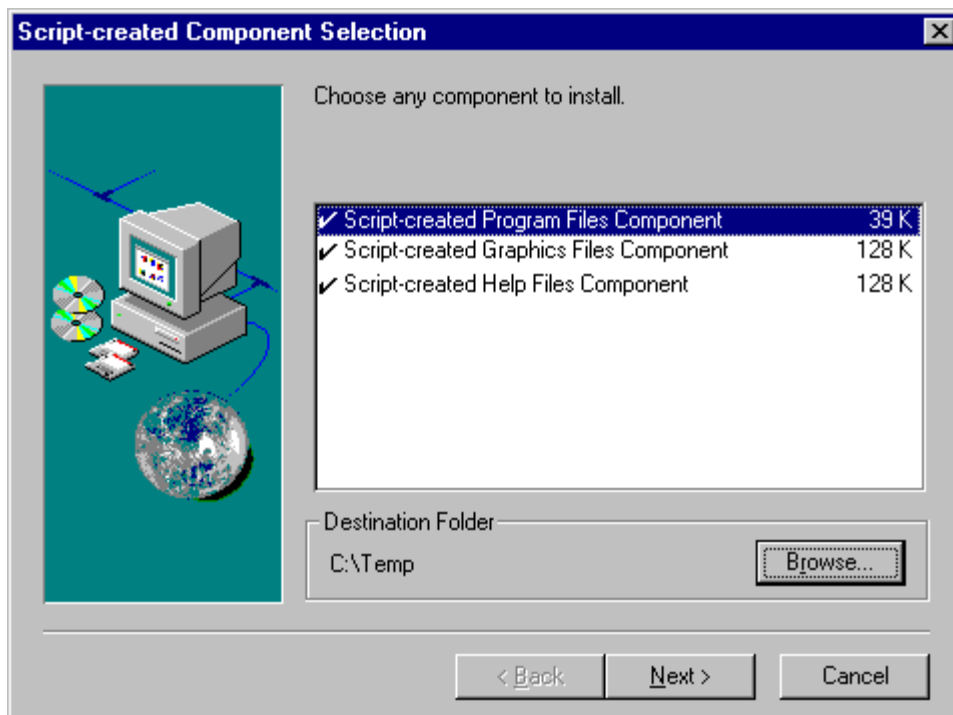 Script-created Component Selection
Choose any component to install.
Script-created Program Files Component 39 K
Script-created Graphics Files Component 128 K
Script-created Help Files Component 128 K
Destination Folder
C:\Temp
Browse...
< Back
Next >
Cancel